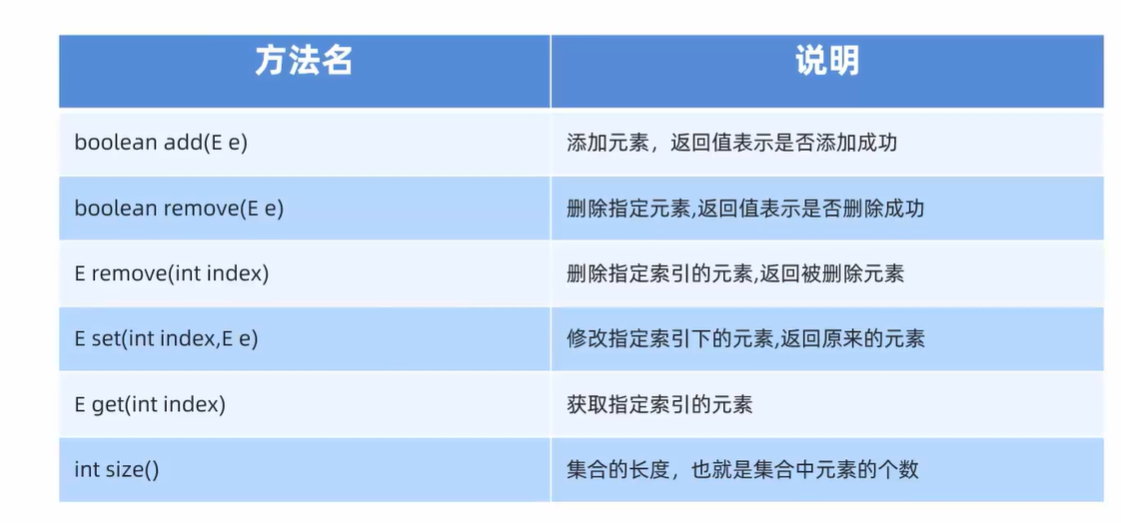 方法名 说明
boolean add(E e) 添加元素，返回值表示是否添加成功
boolean remove(E e) 删除指定元素,返回值表示是否删除成功
E remove(int index) 删除指定索引的元素,返回被删除元素
E set(int index,E e) 修改指定索引下的元素,返回原来的元素
E get(int index) 获取指定索引的元素
int size() 集合的长度，也就是集合中元素的个数